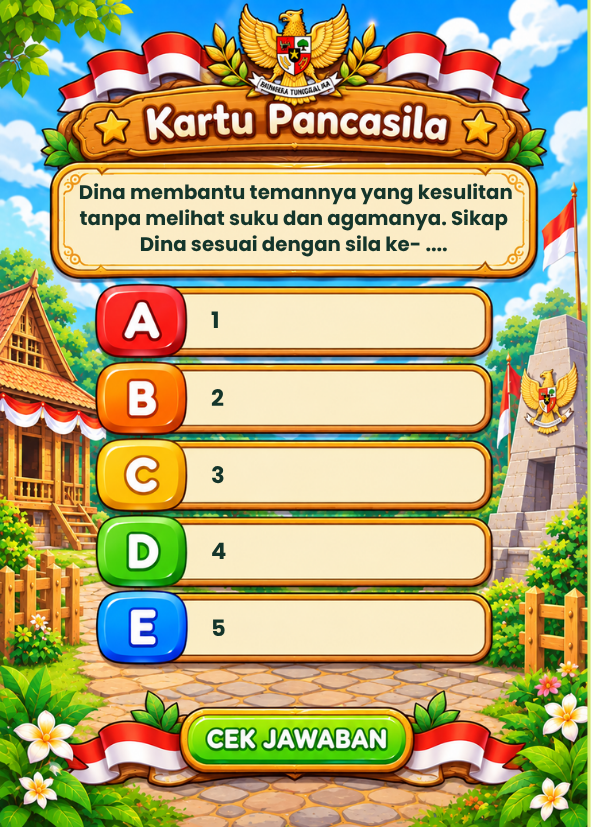 BHINNEKA TUNGGAL IKA
Kartu Pancasila
Dina membantu temannya yang kesulitan
tanpa melihat suku dan agamanya. Sikap
Dina sesuai dengan sila ke- ....
A 1
B 2
C 3
D 4
E 5
CEK JAWABAN